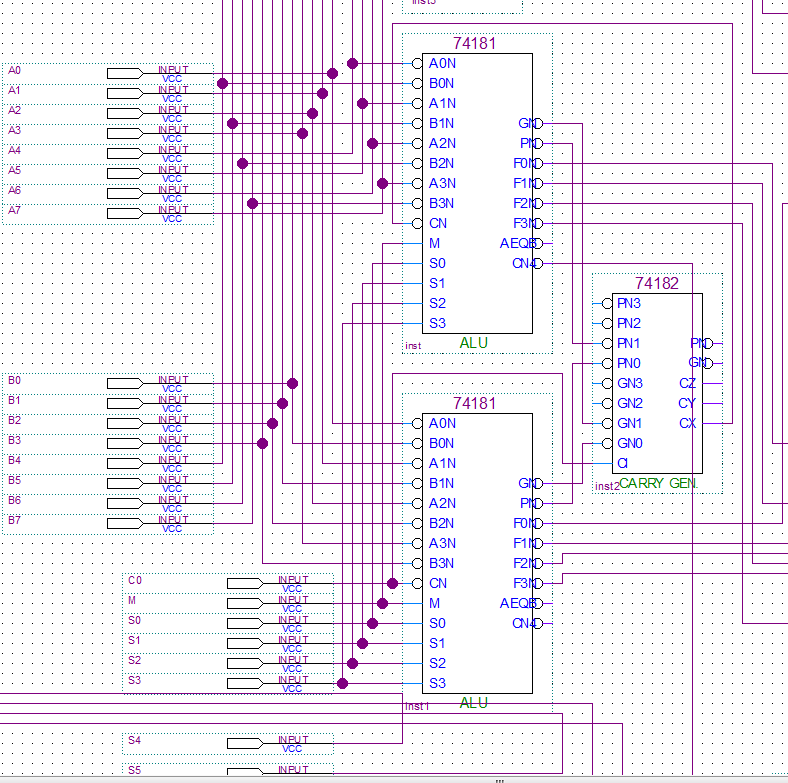 inst3
A0 INPUT VCC
A1 INPUT VCC
A2 INPUT VCC
A3 INPUT VCC
A4 INPUT VCC
A5 INPUT VCC
A6 INPUT VCC
A7 INPUT VCC
74181
A0N
B0N
A1N
B1N GN
A2N PN
B2N F0N
A3N F1N
B3N F2N
CN F3N
M AEQB
S0 CN4
S1
S2
S3
inst ALU
74182
PN3
PN2
PN1 PN
PN0 GN
GN3 CZ
GN2 CY
GN1 CX
GN0
CI
inst2 CARRY GEN.
B0 INPUT VCC
B1 INPUT VCC
B2 INPUT VCC
B3 INPUT VCC
B4 INPUT VCC
B5 INPUT VCC
B6 INPUT VCC
B7 INPUT VCC
74181
A0N
B0N
A1N
B1N GN
A2N PN
B2N F0N
A3N F1N
B3N F2N
CN F3N
M AEQB
S0 CN4
S1
S2
S3
inst1 ALU
C0 INPUT VCC
M INPUT VCC
S0 INPUT VCC
S1 INPUT VCC
S2 INPUT VCC
S3 INPUT VCC
S4 INPUT VCC
S5 INPUT VCC